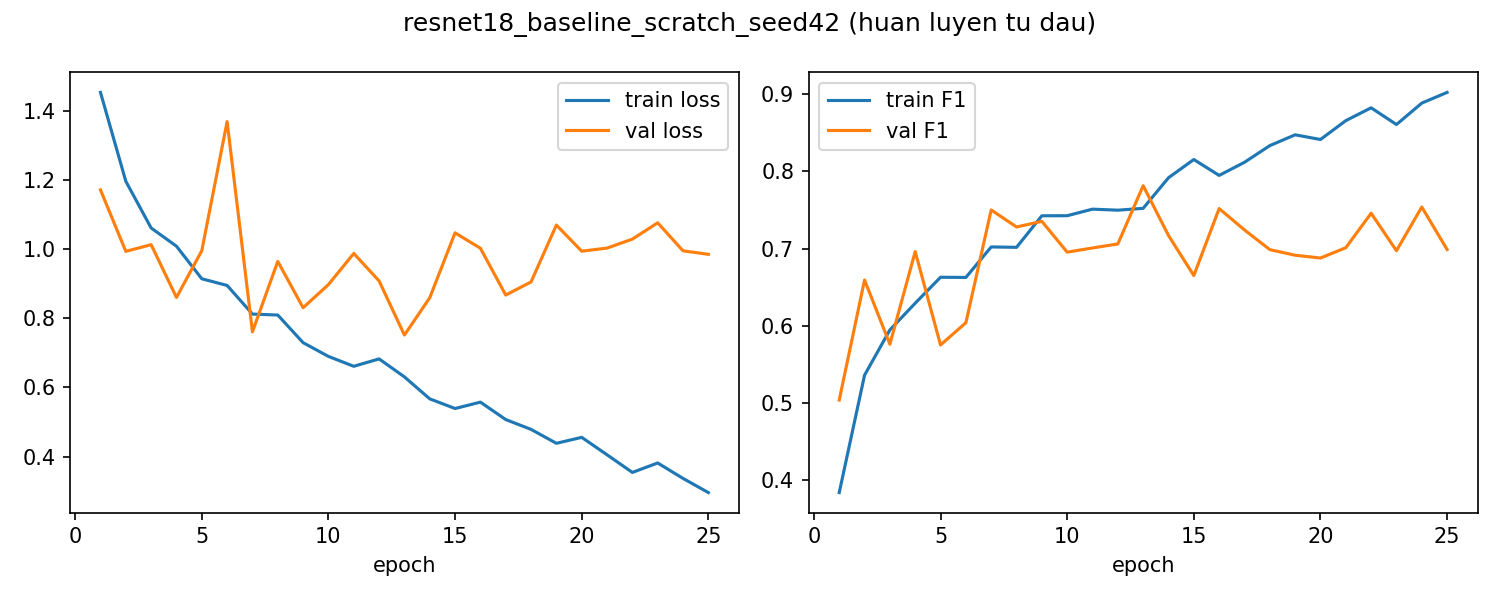 resnet18_baseline_scratch_seed42 (huan luyen tu dau)
train loss
val loss
1.4
1.2
1.0
0.8
0.6
0.4
0 5 10 15 20 25
epoch
train F1
val F1
0.9
0.8
0.7
0.6
0.5
0.4
0 5 10 15 20 25
epoch